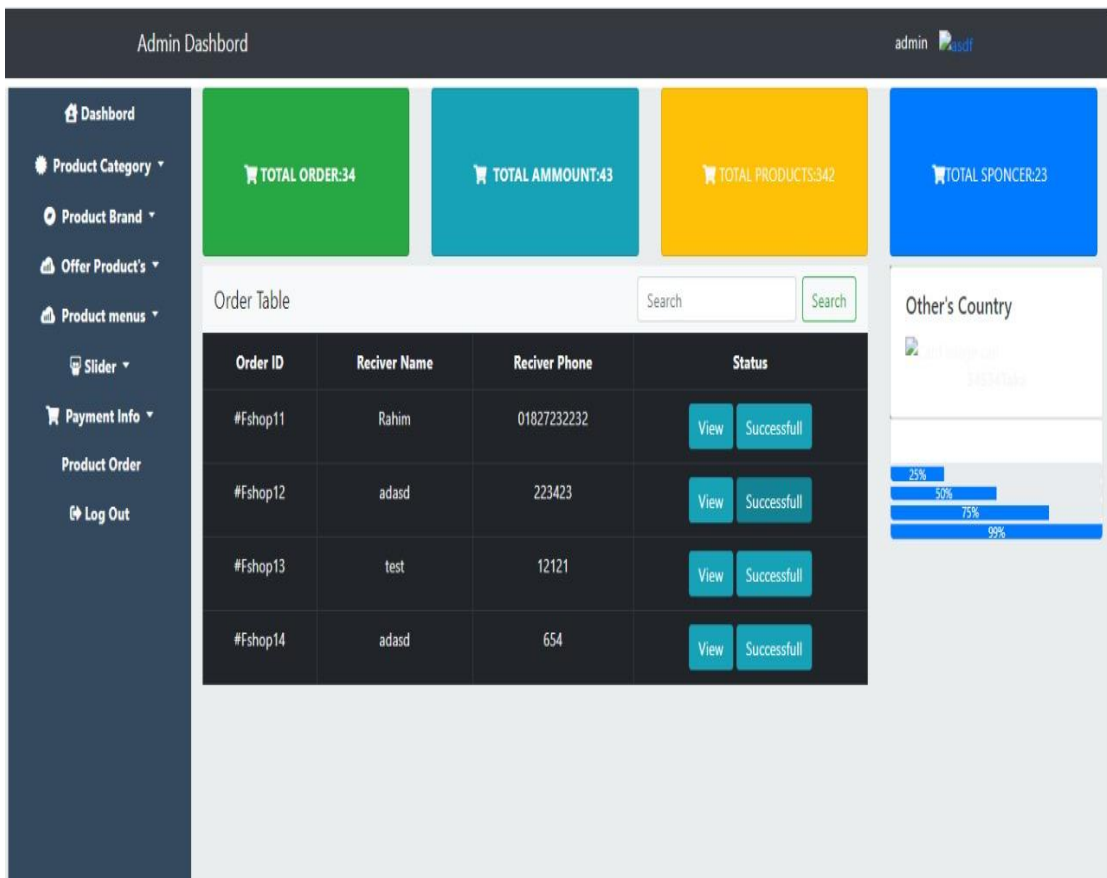 Admin Dashbord
admin asdf
Dashbord
Product Category
Product Brand
Offer Product's
Product menus
Slider
Payment Info
Product Order
Log Out
TOTAL ORDER:34
TOTAL AMMOUNT:43
TOTAL PRODUCTS:342
TOTAL SPONCER:23
Order Table
Search Search
Order ID Reciver Name Reciver Phone Status
#Fshop11 Rahim 01827232232 View Successfull
#Fshop12 adasd 223423 View Successfull
#Fshop13 test 12121 View Successfull
#Fshop14 adasd 654 View Successfull
Other's Country
25%
50%
75%
99%